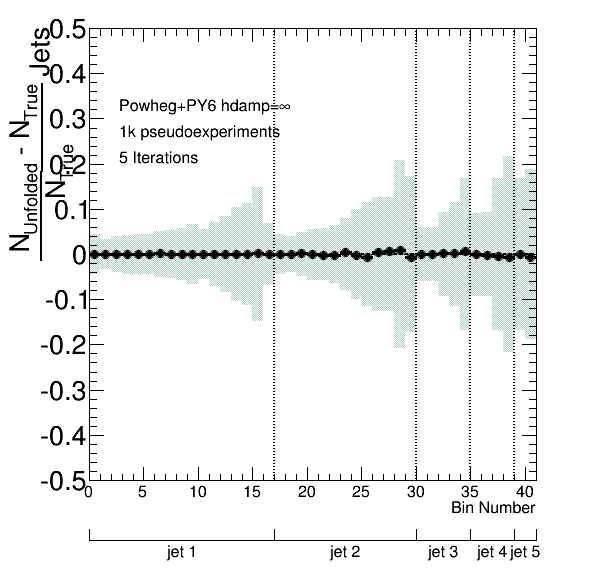 N_Unfolded - N_True
N_True
Jets
0.5
0.4
0.3
0.2
0.1
0
-0.1
-0.2
-0.3
-0.4
-0.5
Powheg+PY6 hdamp=∞
1k pseudoexperiments
5 Iterations
0 5 10 15 20 25 30 35 40
Bin Number
jet 1 jet 2 jet 3 jet 4 jet 5